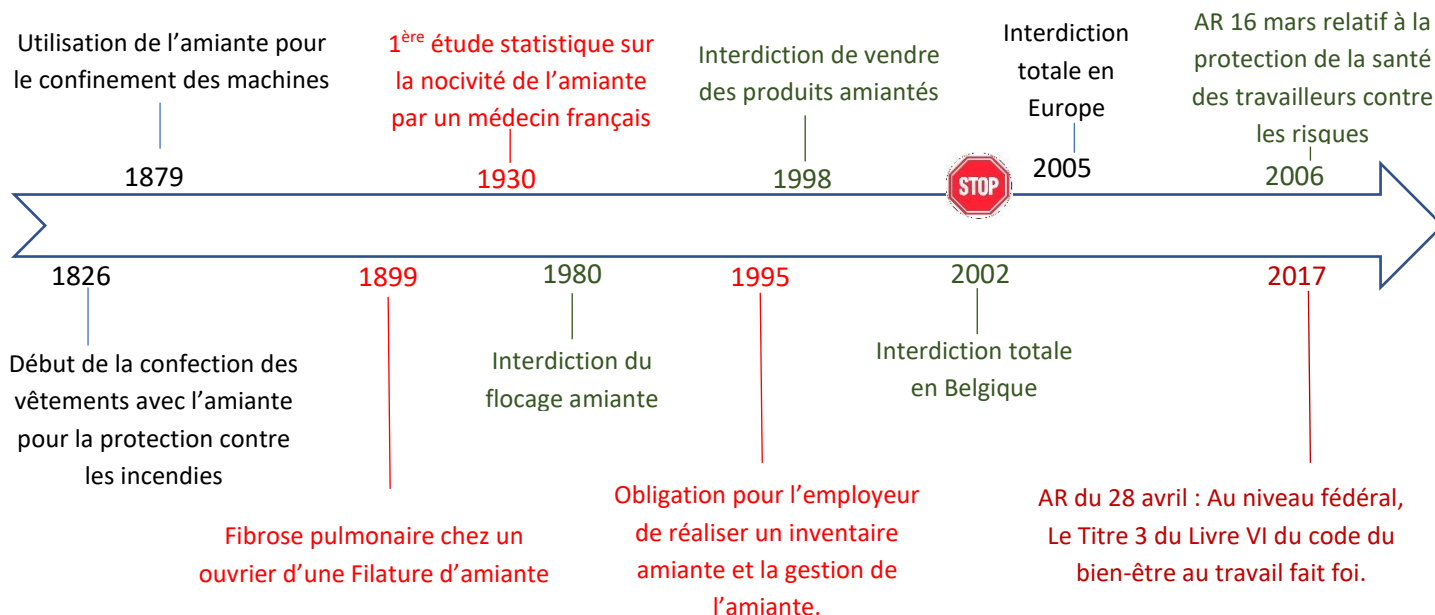 Utilisation de l’amiante pour
le confinement des machines
1879
1ère étude statistique sur
la nocivité de l’amiante
par un médecin français
1930
Interdiction de vendre
des produits amiantés
1998
STOP
Interdiction
totale en
Europe
2005
AR 16 mars relatif à la
protection de la santé
des travailleurs contre
les risques
2006
1826
Début de la confection des
vêtements avec l’amiante
pour la protection contre
les incendies
1899
Fibrose pulmonaire chez un
ouvrier d’une Filature d’amiante
1980
Interdiction du
flocage amiante
1995
Obligation pour l’employeur
de réaliser un inventaire
amiante et la gestion de
l’amiante.
2002
Interdiction totale
en Belgique
2017
AR du 28 avril : Au niveau fédéral,
Le Titre 3 du Livre VI du code du
bien-être au travail fait foi.